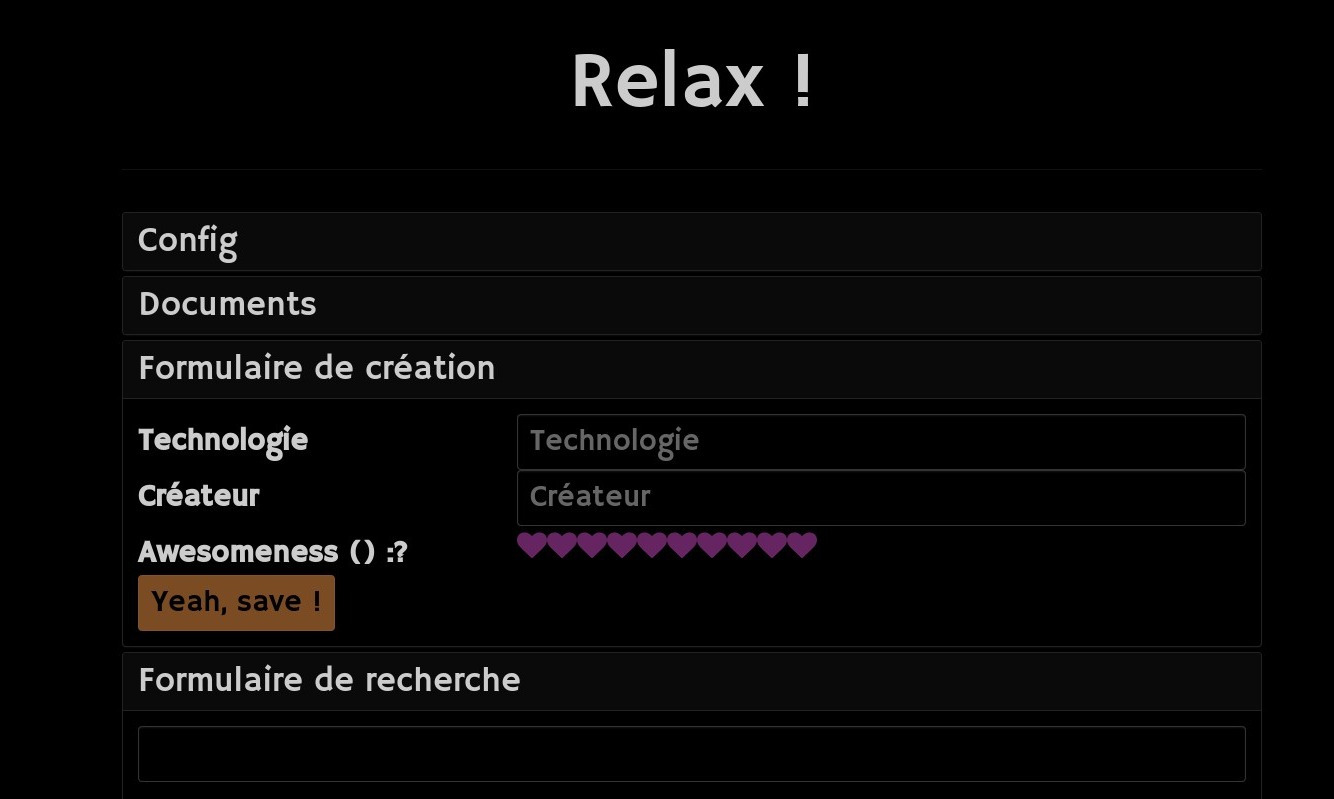 Relax !
Config
Documents
Formulaire de création
Technologie Technologie
Créateur Créateur
Awesomeness () :?
Yeah, save !
Formulaire de recherche